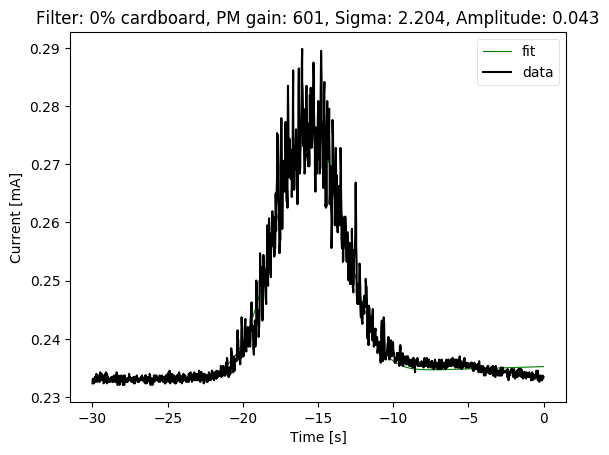 Filter: 0% cardboard, PM gain: 601, Sigma: 2.204, Amplitude: 0.043
fit
data
0.29
0.28
0.27
0.26
0.25
0.24
0.23
Current [mA]
−30
−25
−20
−15
−10
−5
0
Time [s]